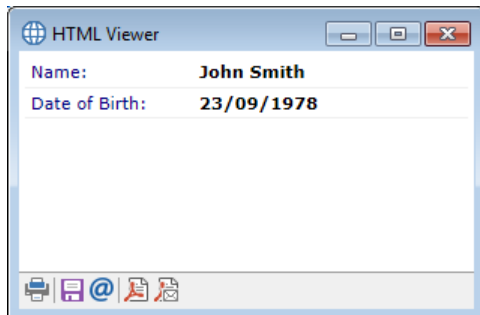 HTML Viewer
Name: John Smith
Date of Birth: 23/09/1978